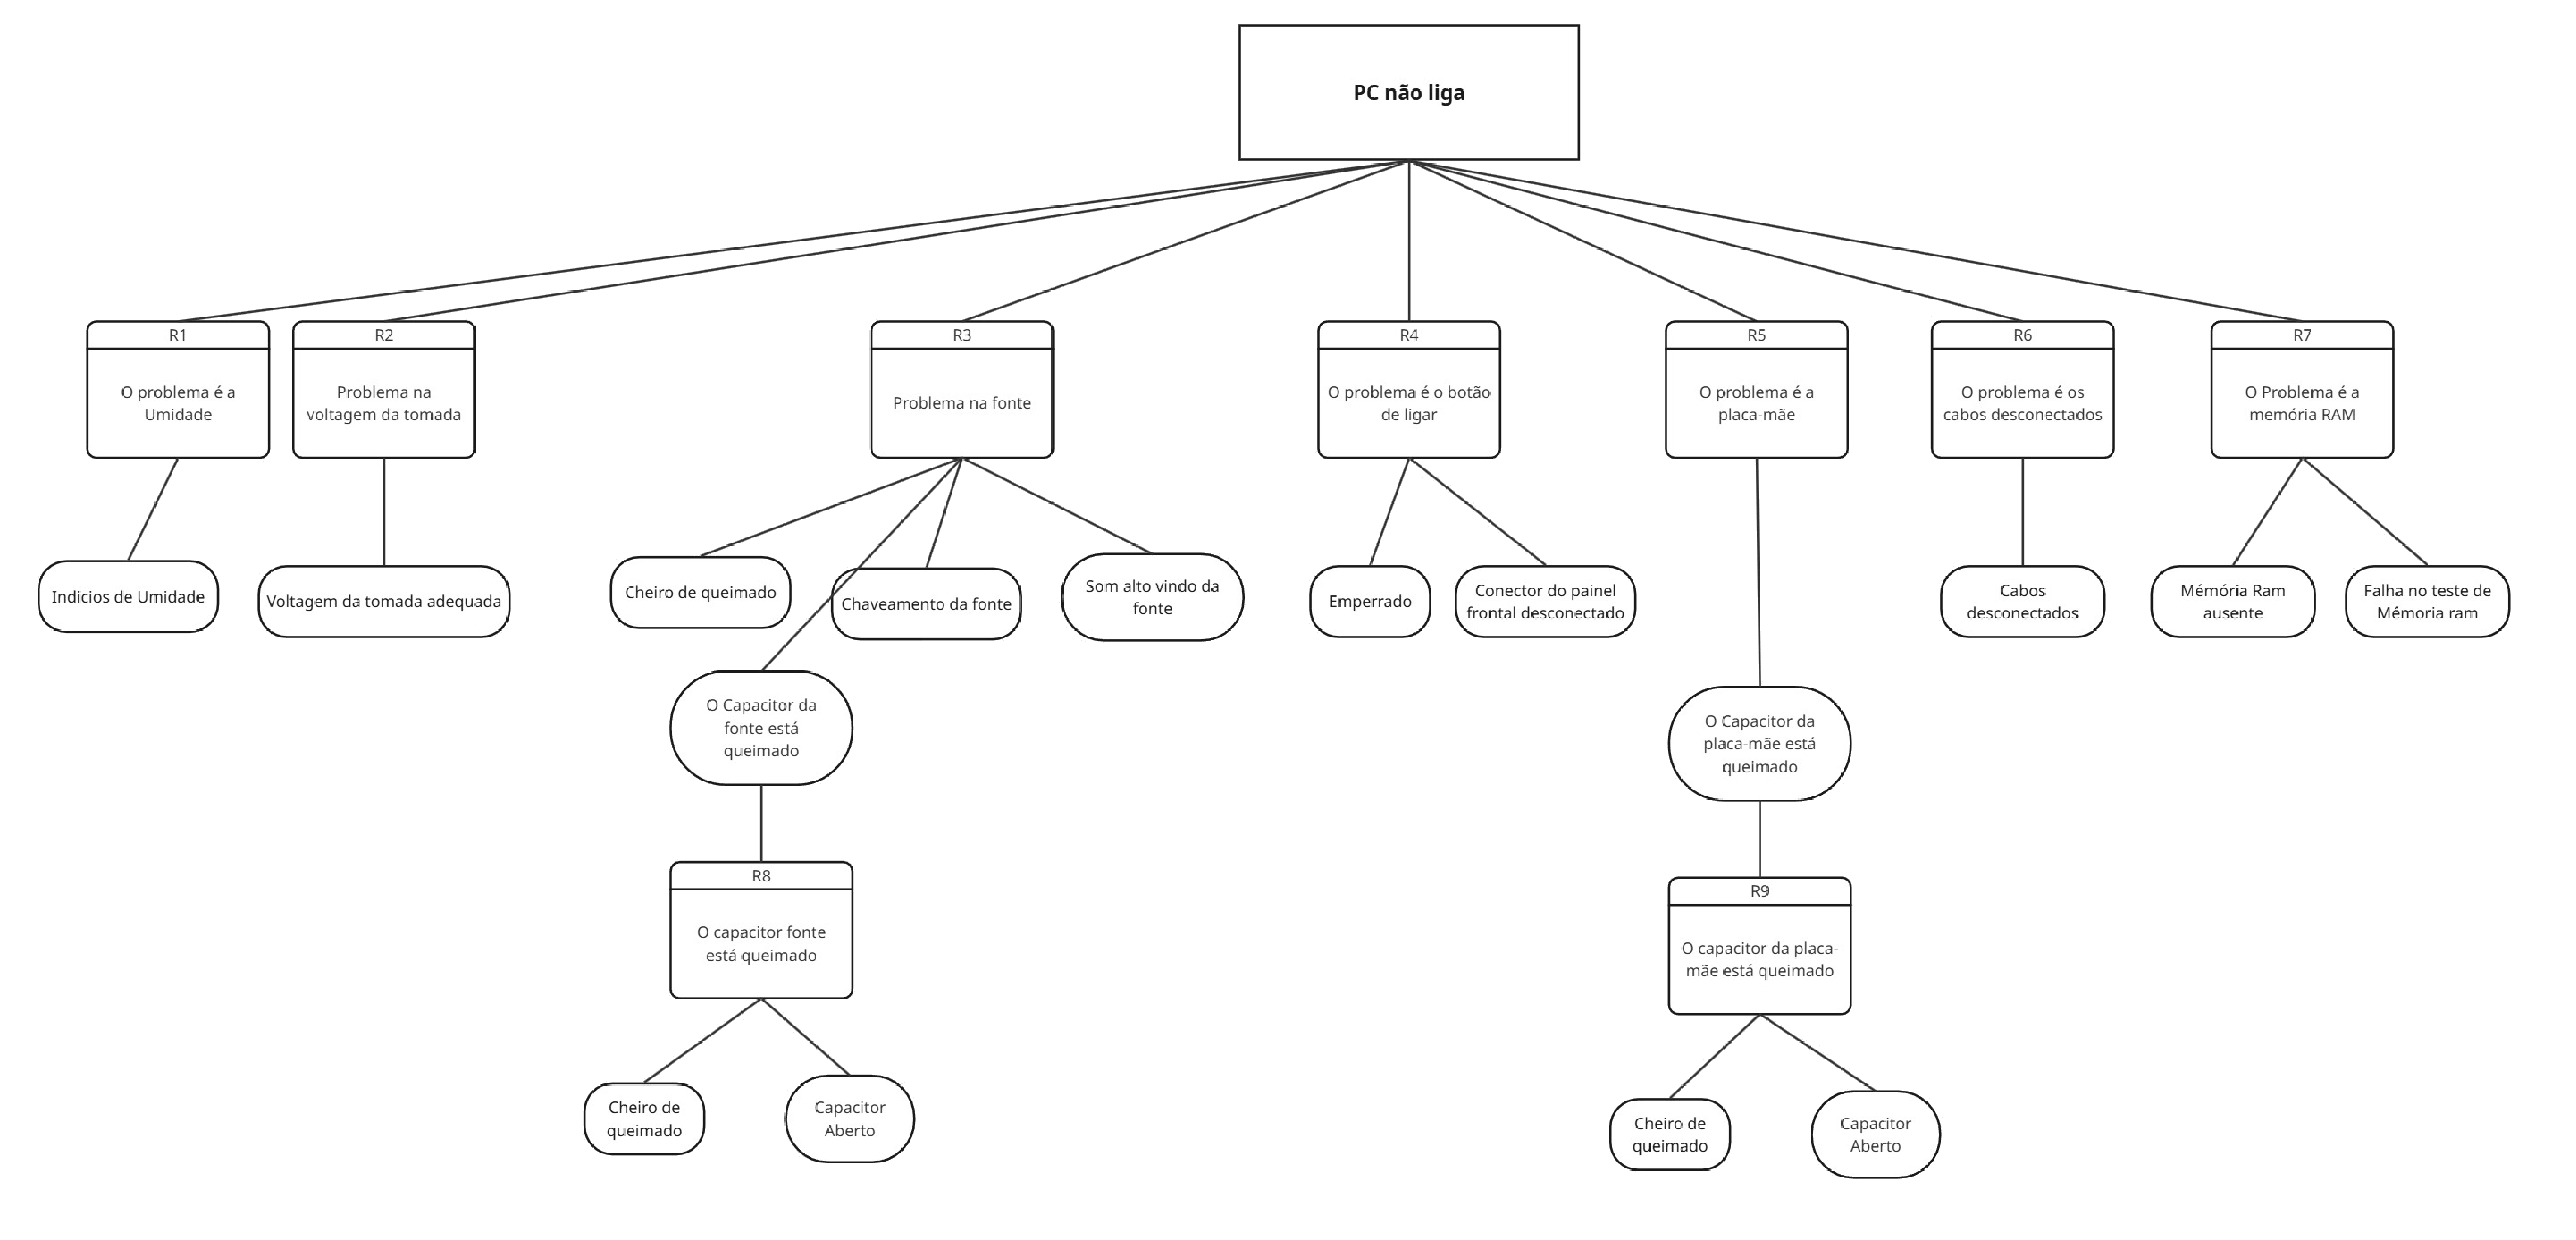 PC não liga
R1
O problema é a
Umidade
R2
Problema na
voltagem da tomada
R3
Problema na fonte
R4
O problema é o botão
de ligar
R5
O problema é a
placa-mãe
R6
O problema é os
cabos desconectados
R7
O Problema é a
memória RAM
Indicios de Umidade
Voltagem da tomada adequada
Cheiro de queimado
Chaveamento da fonte
Som alto vindo da
fonte
Emperrado
Conector do painel
frontal desconectado
Cabos
desconectados
Mémória Ram
ausente
Falha no teste de
Mémoria ram
O Capacitor da
fonte está
queimado
O Capacitor da
placa-mãe está
queimado
R8
O capacitor fonte
está queimado
R9
O capacitor da placa-
mãe está queimado
Cheiro de
queimado
Capacitor
Aberto
Cheiro de
queimado
Capacitor
Aberto